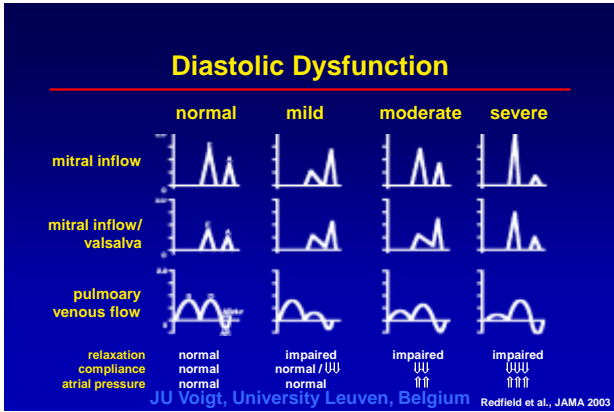 Diastolic Dysfunction
normal mild moderate severe
mitral inflow
mitral inflow/
valsalva
pulmoary
venous flow
relaxation normal impaired impaired impaired
compliance normal normal / ⇓⇓ ⇓⇓ ⇓⇓⇓
atrial pressure normal normal ⇑⇑ ⇑⇑⇑
JU Voigt, University Leuven, Belgium Redfield et al., JAMA 2003